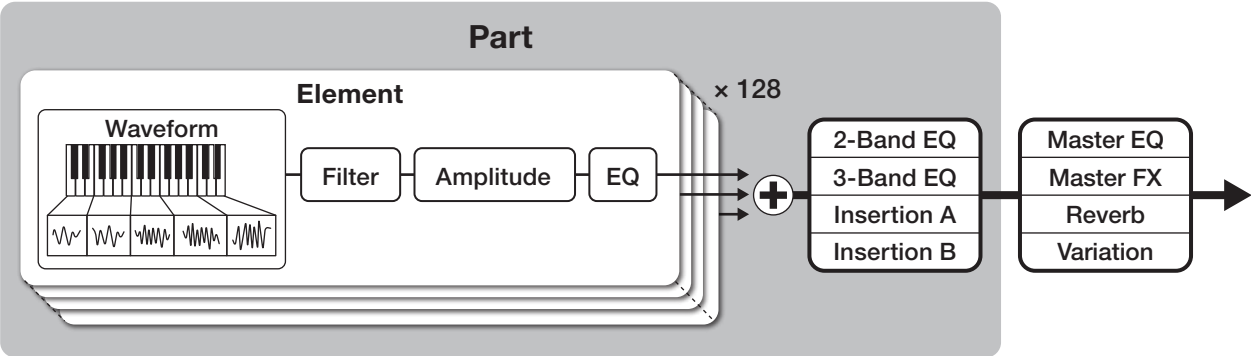 Part
Element
× 128
Waveform
Filter
Amplitude
EQ
2-Band EQ
3-Band EQ
Insertion A
Insertion B
Master EQ
Master FX
Reverb
Variation